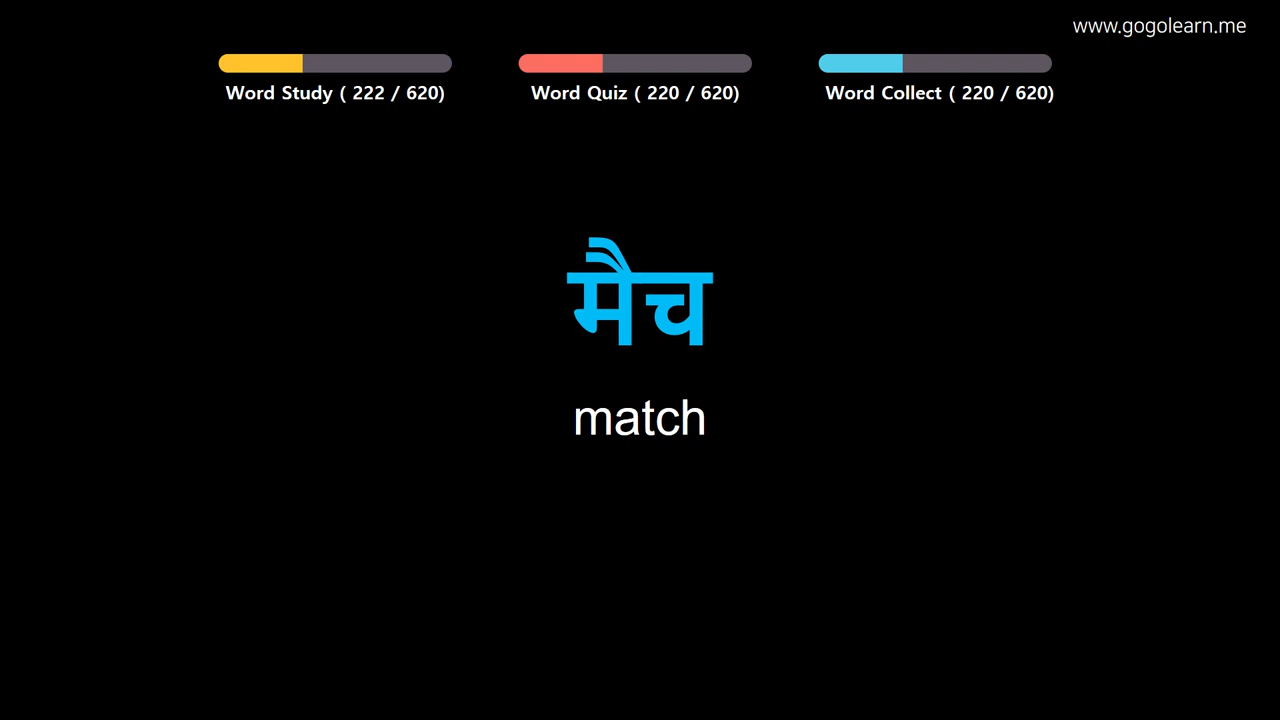 www.gogolearn.me
Word Study ( 222 / 620)
Word Quiz ( 220 / 620)
Word Collect ( 220 / 620)
मैच
match